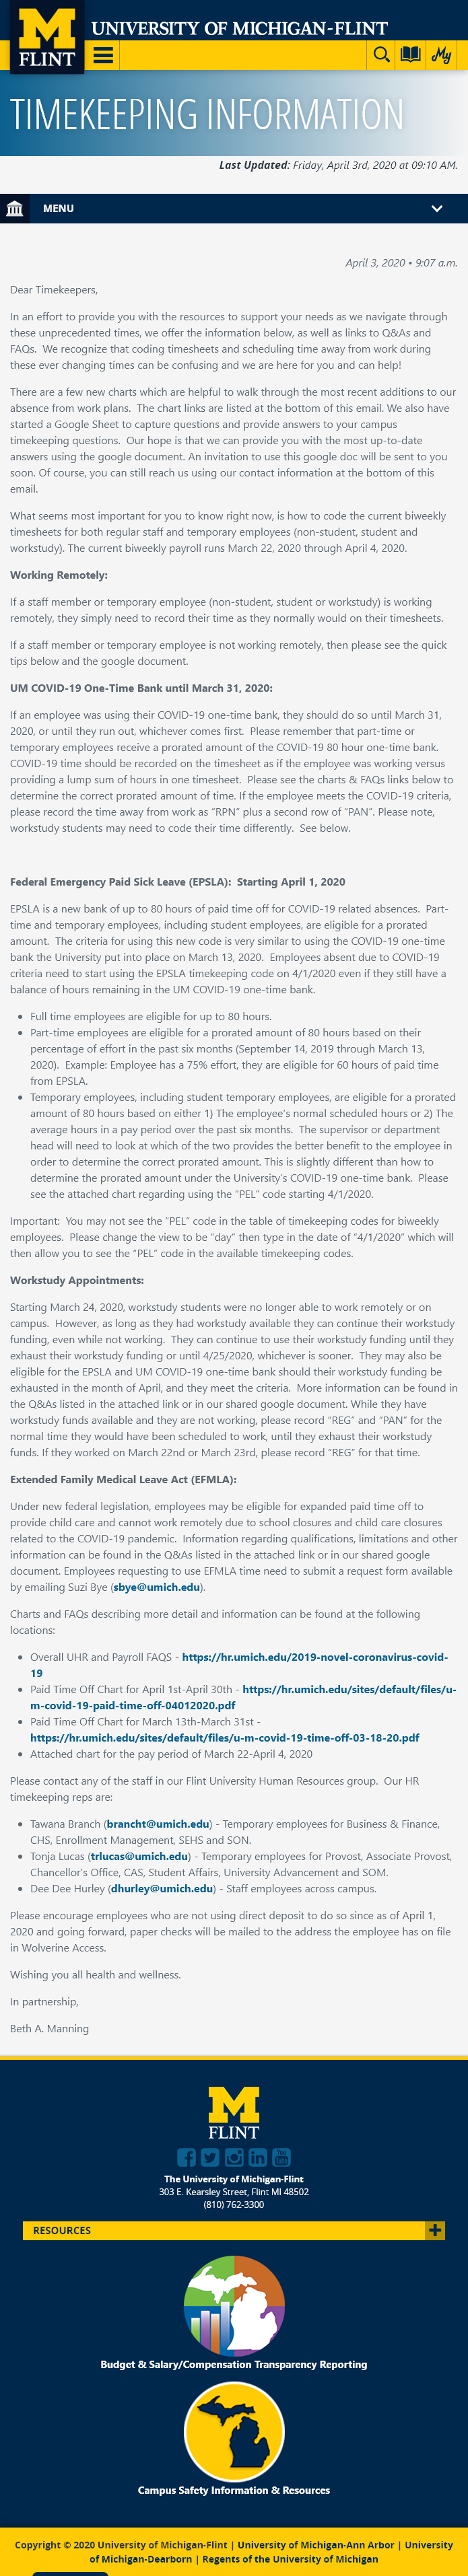 M
FLINT
UNIVERSITY OF MICHIGAN-FLINT
My
TIMEKEEPING INFORMATION
Last Updated: Friday, April 3rd, 2020 at 09:10 AM.
MENU
April 3, 2020 • 9:07 a.m.
Dear Timekeepers,
In an effort to provide you with the resources to support your needs as we navigate through
these unprecedented times, we offer the information below, as well as links to Q&As and
FAQs.  We recognize that coding timesheets and scheduling time away from work during
these ever changing times can be confusing and we are here for you and can help!
There are a few new charts which are helpful to walk through the most recent additions to our
absence from work plans.  The chart links are listed at the bottom of this email. We also have
started a Google Sheet to capture questions and provide answers to your campus
timekeeping questions.  Our hope is that we can provide you with the most up-to-date
answers using the google document. An invitation to use this google doc will be sent to you
soon. Of course, you can still reach us using our contact information at the bottom of this
email.
What seems most important for you to know right now, is how to code the current biweekly
timesheets for both regular staff and temporary employees (non-student, student and
workstudy). The current biweekly payroll runs March 22, 2020 through April 4, 2020.
Working Remotely:
If a staff member or temporary employee (non-student, student or workstudy) is working
remotely, they simply need to record their time as they normally would on their timesheets.
If a staff member or temporary employee is not working remotely, then please see the quick
tips below and the google document.
UM COVID-19 One-Time Bank until March 31, 2020:
If an employee was using their COVID-19 one-time bank, they should do so until March 31,
2020, or until they run out, whichever comes first.  Please remember that part-time or
temporary employees receive a prorated amount of the COVID-19 80 hour one-time bank.
COVID-19 time should be recorded on the timesheet as if the employee was working versus
providing a lump sum of hours in one timesheet.  Please see the charts & FAQs links below to
determine the correct prorated amount of time. If the employee meets the COVID-19 criteria,
please record the time away from work as “RPN” plus a second row of “PAN”. Please note,
workstudy students may need to code their time differently.  See below.
Federal Emergency Paid Sick Leave (EPSLA):  Starting April 1, 2020
EPSLA is a new bank of up to 80 hours of paid time off for COVID-19 related absences.  Part-
time and temporary employees, including student employees, are eligible for a prorated
amount.  The criteria for using this new code is very similar to using the COVID-19 one-time
bank the University put into place on March 13, 2020.  Employees absent due to COVID-19
criteria need to start using the EPSLA timekeeping code on 4/1/2020 even if they still have a
balance of hours remaining in the UM COVID-19 one-time bank.
• Full time employees are eligible for up to 80 hours.
• Part-time employees are eligible for a prorated amount of 80 hours based on their
percentage of effort in the past six months (September 14, 2019 through March 13,
2020).  Example: Employee has a 75% effort, they are eligible for 60 hours of paid time
from EPSLA.
• Temporary employees, including student temporary employees, are eligible for a prorated
amount of 80 hours based on either 1) The employee’s normal scheduled hours or 2) The
average hours in a pay period over the past six months.  The supervisor or department
head will need to look at which of the two provides the better benefit to the employee in
order to determine the correct prorated amount. This is slightly different than how to
determine the prorated amount under the University’s COVID-19 one-time bank.  Please
see the attached chart regarding using the “PEL” code starting 4/1/2020.
Important:  You may not see the “PEL” code in the table of timekeeping codes for biweekly
employees.  Please change the view to be “day” then type in the date of “4/1/2020” which will
then allow you to see the “PEL” code in the available timekeeping codes.
Workstudy Appointments:
Starting March 24, 2020, workstudy students were no longer able to work remotely or on
campus.  However, as long as they had workstudy available they can continue their workstudy
funding, even while not working.  They can continue to use their workstudy funding until they
exhaust their workstudy funding or until 4/25/2020, whichever is sooner.  They may also be
eligible for the EPSLA and UM COVID-19 one-time bank should their workstudy funding be
exhausted in the month of April, and they meet the criteria.  More information can be found in
the Q&As listed in the attached link or in our shared google document. While they have
workstudy funds available and they are not working, please record “REG” and “PAN” for the
normal time they would have been scheduled to work, until they exhaust their workstudy
funds. If they worked on March 22nd or March 23rd, please record “REG” for that time.
Extended Family Medical Leave Act (EFMLA):
Under new federal legislation, employees may be eligible for expanded paid time off to
provide child care and cannot work remotely due to school closures and child care closures
related to the COVID-19 pandemic.  Information regarding qualifications, limitations and other
information can be found in the Q&As listed in the attached link or in our shared google
document. Employees requesting to use EFMLA time need to submit a request form available
by emailing Suzi Bye (sbye@umich.edu).
Charts and FAQs describing more detail and information can be found at the following
locations:
• Overall UHR and Payroll FAQS - https://hr.umich.edu/2019-novel-coronavirus-covid-
19
• Paid Time Off Chart for April 1st-April 30th - https://hr.umich.edu/sites/default/files/u-
m-covid-19-paid-time-off-04012020.pdf
• Paid Time Off Chart for March 13th-March 31st -
https://hr.umich.edu/sites/default/files/u-m-covid-19-time-off-03-18-20.pdf
• Attached chart for the pay period of March 22-April 4, 2020
Please contact any of the staff in our Flint University Human Resources group.  Our HR
timekeeping reps are:
• Tawana Branch (brancht@umich.edu) - Temporary employees for Business & Finance,
CHS, Enrollment Management, SEHS and SON.
• Tonja Lucas (trlucas@umich.edu) - Temporary employees for Provost, Associate Provost,
Chancellor’s Office, CAS, Student Affairs, University Advancement and SOM.
• Dee Dee Hurley (dhurley@umich.edu) - Staff employees across campus.
Please encourage employees who are not using direct deposit to do so since as of April 1,
2020 and going forward, paper checks will be mailed to the address the employee has on file
in Wolverine Access.
Wishing you all health and wellness.
In partnership,
Beth A. Manning
M
FLINT
You Tube
The University of Michigan-Flint
303 E. Kearsley Street, Flint MI 48502
(810) 762-3300
RESOURCES
Budget & Salary/Compensation Transparency Reporting
Campus Safety Information & Resources
Copyright © 2020 University of Michigan-Flint | University of Michigan-Ann Arbor | University
of Michigan-Dearborn | Regents of the University of Michigan